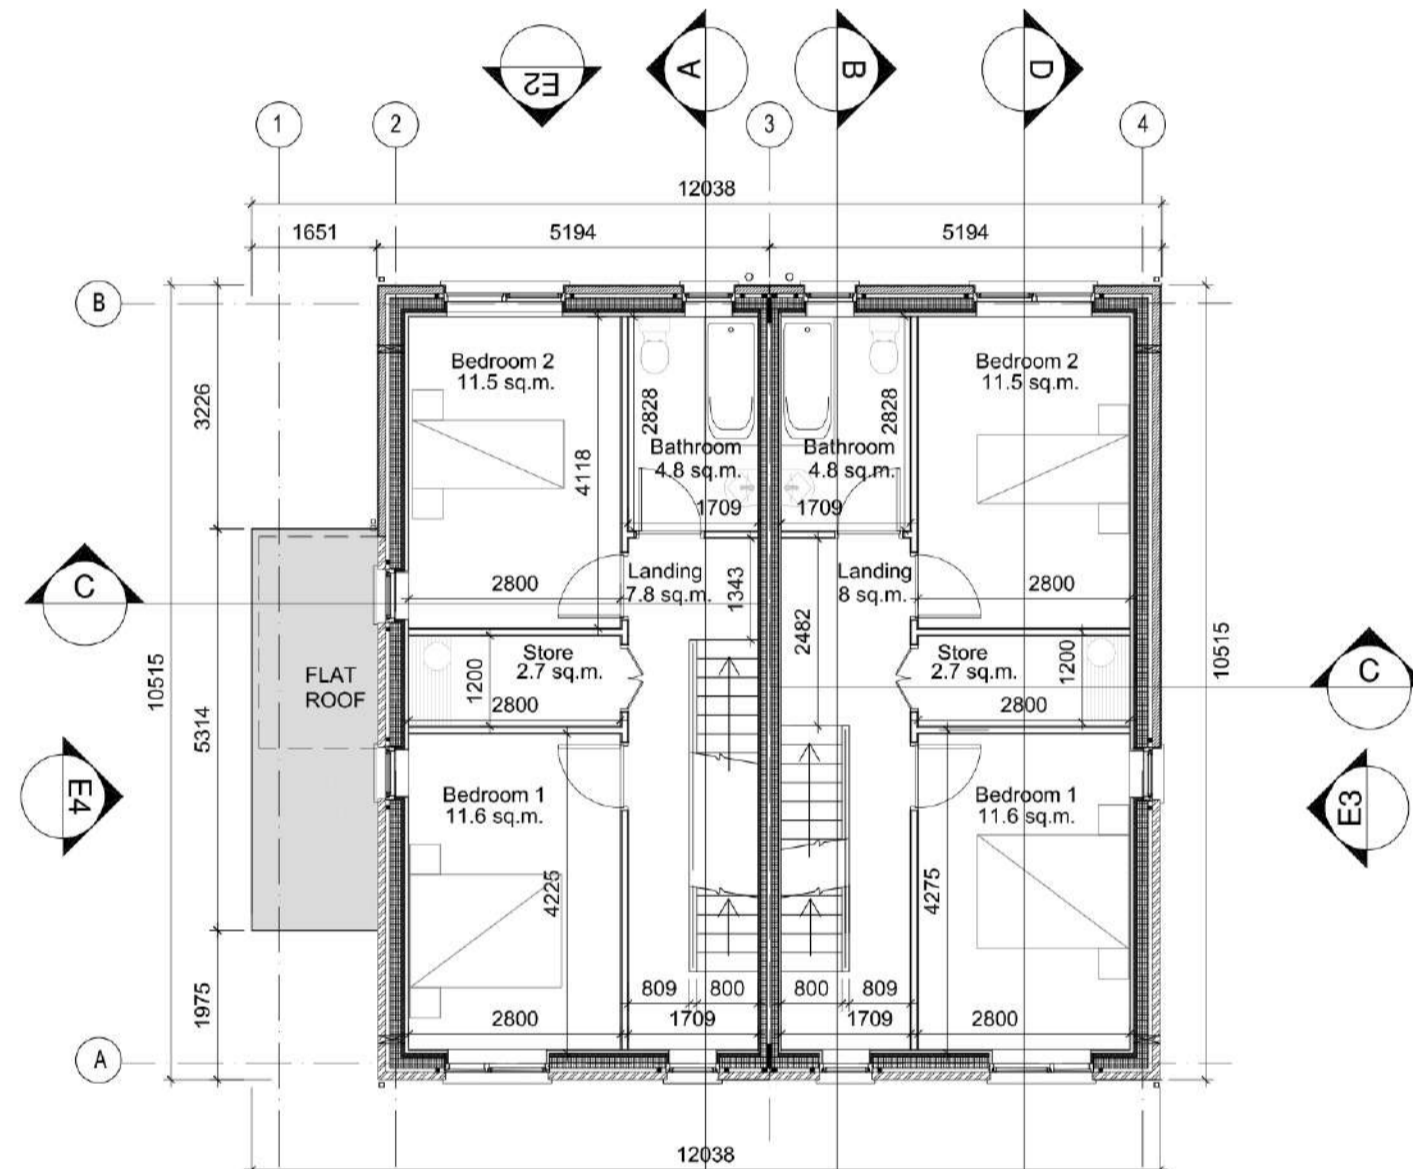 E2
A
B
D
1
2
3
4
12038
1651
5194
5194
B
Bedroom 2
11.5 sq.m.
Bedroom 2
11.5 sq.m.
3226
2828
2828
Bathroom
4.8 sq.m.
Bathroom
4.8 sq.m.
4118
1709
1709
C
2800
Landing
7.8 sq.m.
1343
Landing
8 sq.m.
2800
2482
10515
5314
FLAT
ROOF
Store
2.7 sq.m.
1200
2800
Store
2.7 sq.m.
1200
2800
10515
C
E4
E3
Bedroom 1
11.6 sq.m.
Bedroom 1
11.6 sq.m.
4225
4275
1975
809
800
800
809
2800
1709
1709
2800
A
12038